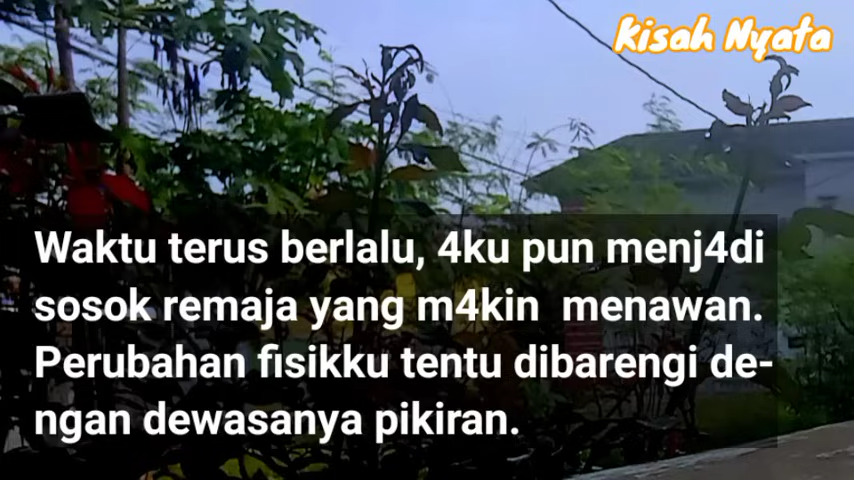 Kisah Nyata
Waktu terus berlalu, 4ku pun menj4di
sosok remaja yang m4kin menawan.
Perubahan fisikku tentu dibarengi de-
ngan dewasanya pikiran.